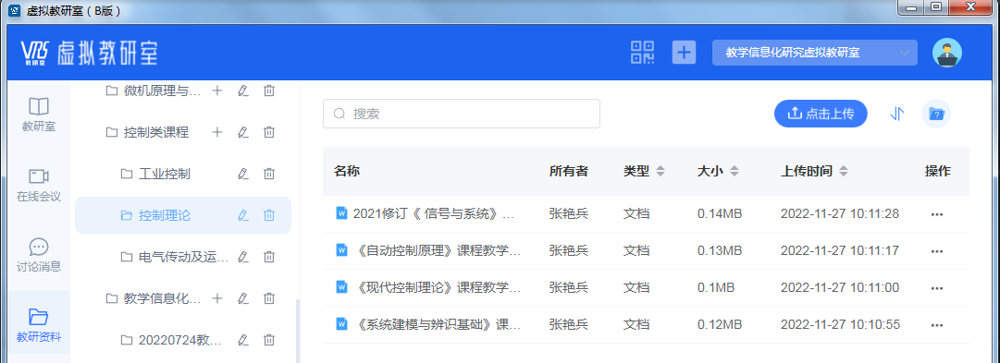 虚拟教研室（B版）
VTS 教研室 虚拟教研室
教学信息化研究虚拟教研室
教研室
在线会议
讨论消息
教研资料
微机原理与...
控制类课程
工业控制
控制理论
电气传动及运...
教学信息化...
20220724教...
搜索
点击上传
名称 所有者 类型 大小 上传时间 操作
2021修订《 信号与系统》... 张艳兵 文档 0.14MB 2022-11-27 10:11:28
《自动控制原理》课程教学... 张艳兵 文档 0.13MB 2022-11-27 10:11:17
《现代控制理论》课程教学... 张艳兵 文档 0.1MB 2022-11-27 10:11:00
《系统建模与辨识基础》课... 张艳兵 文档 0.12MB 2022-11-27 10:10:55